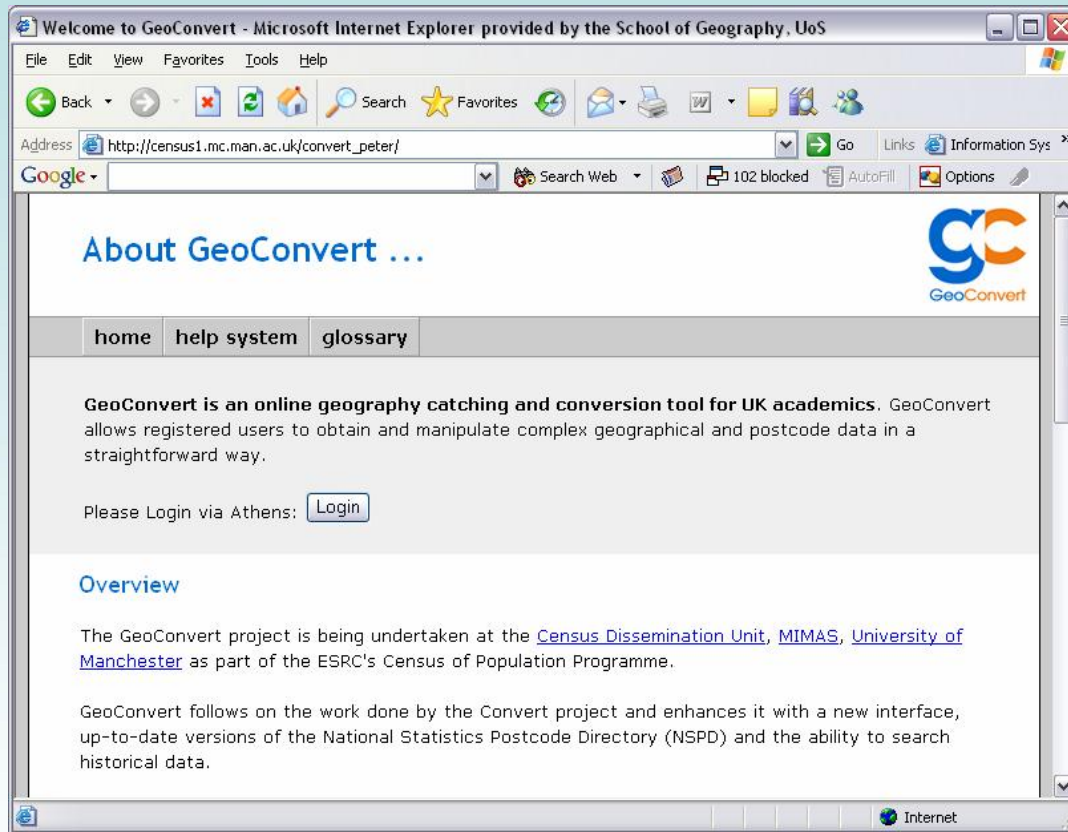 Welcome to GeoConvert - Microsoft Internet Explorer provided by the School of Geography, UoS
File Edit View Favorites Tools Help
Back Search Favorites
Address http://census1.mc.man.ac.uk/convert_peter/ Go Links Information Sys
Google Search Web 102 blocked AutoFill Options
About GeoConvert ...
gc
GeoConvert
home help system glossary
GeoConvert is an online geography catching and conversion tool for UK academics. GeoConvert
allows registered users to obtain and manipulate complex geographical and postcode data in a
straightforward way.
Please Login via Athens: Login
Overview
The GeoConvert project is being undertaken at the Census Dissemination Unit, MIMAS, University of
Manchester as part of the ESRC's Census of Population Programme.
GeoConvert follows on the work done by the Convert project and enhances it with a new interface,
up-to-date versions of the National Statistics Postcode Directory (NSPD) and the ability to search
historical data.
Internet